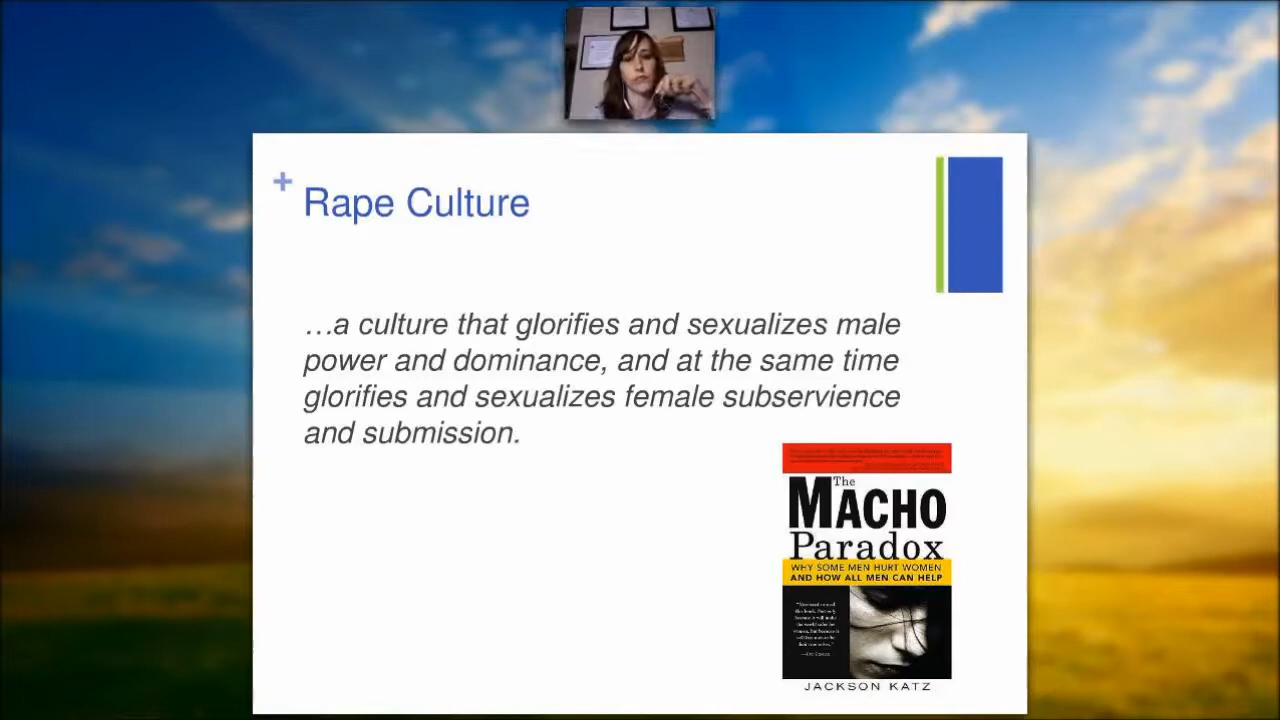 +
Rape Culture
…a culture that glorifies and sexualizes male
power and dominance, and at the same time
glorifies and sexualizes female subservience
and submission.
The
MACHO
Paradox
WHY SOME MEN HURT WOMEN
AND HOW ALL MEN CAN HELP
JACKSON KATZ